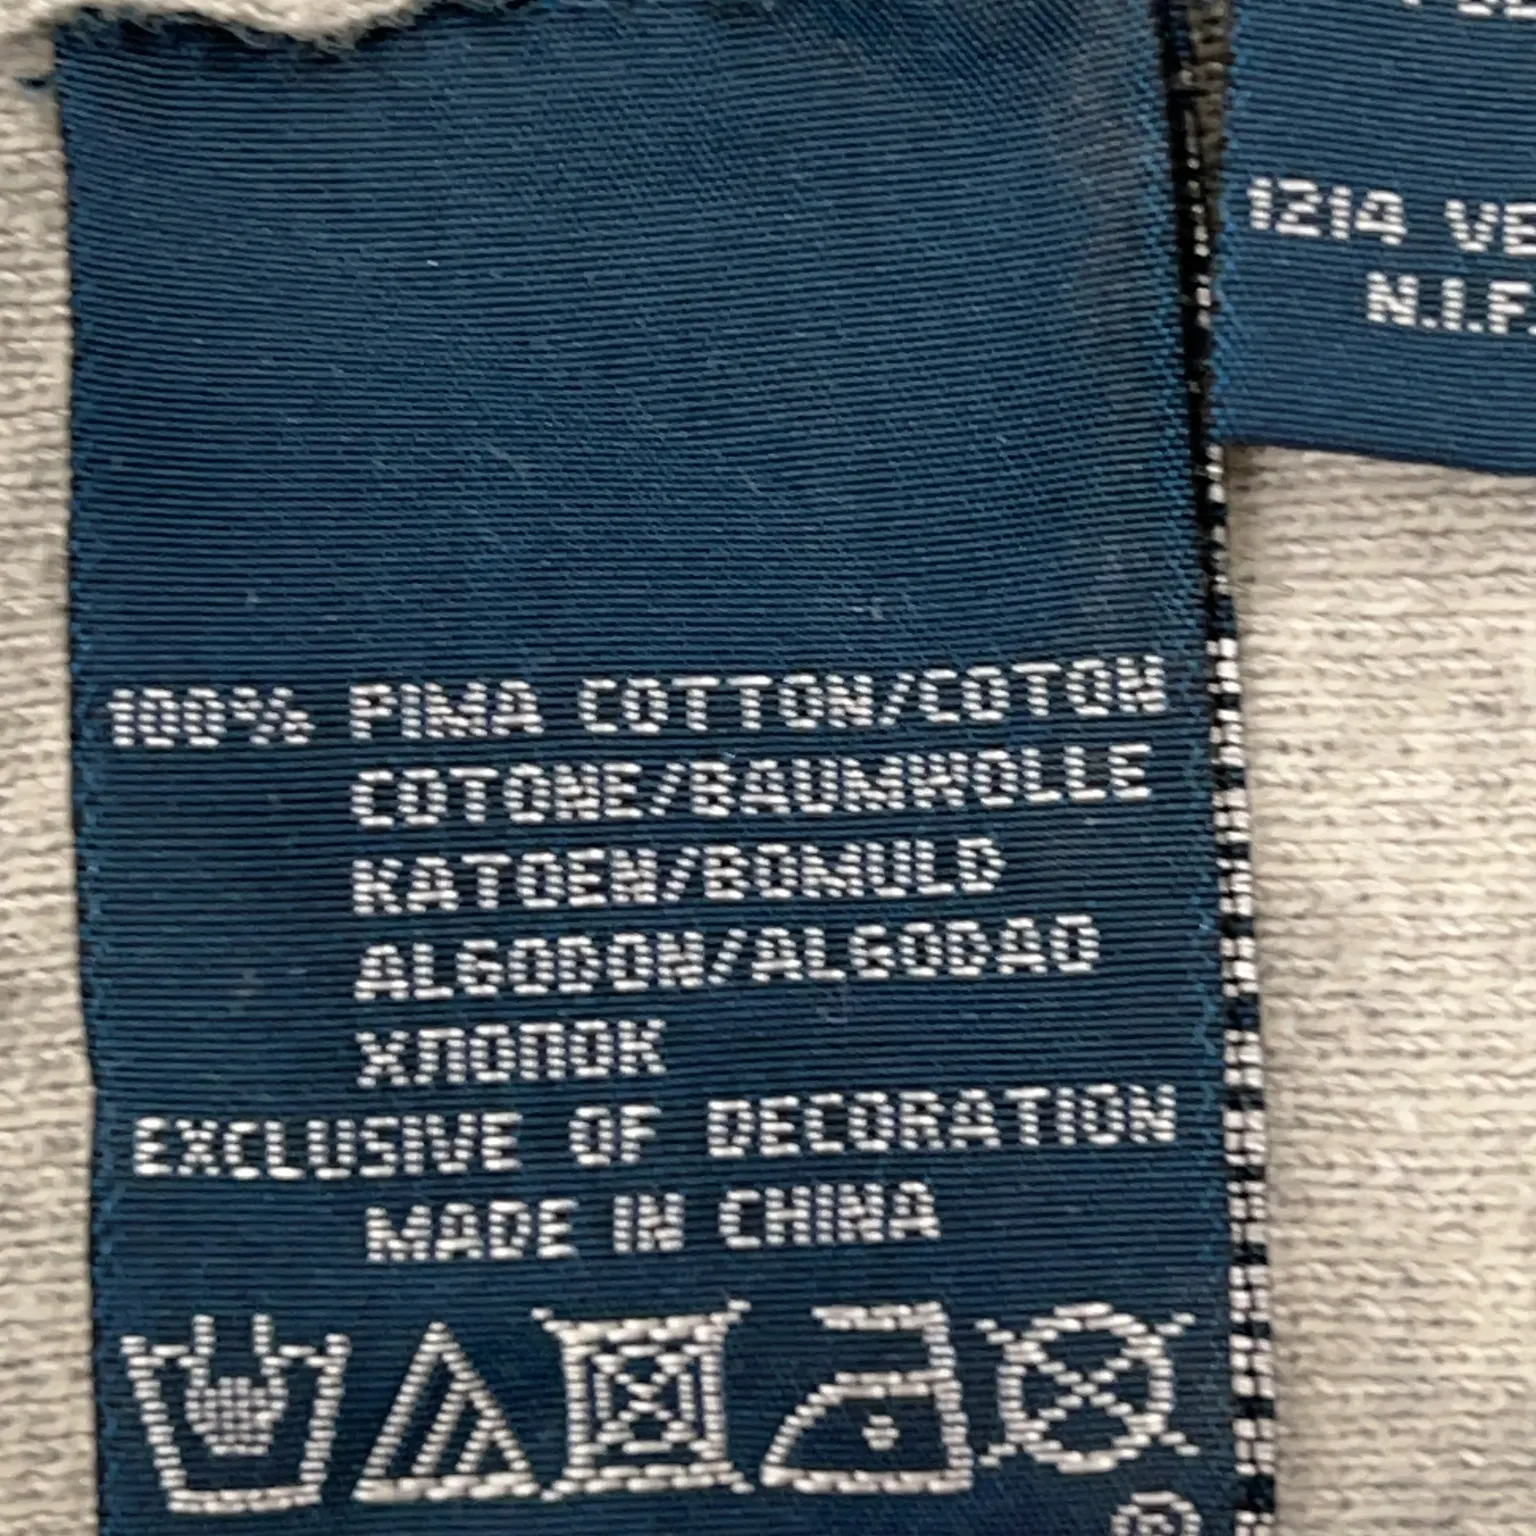 100% PIMA COTTON/COTON
COTONE/BAUMWOLLE
KATOEN/BOMULD
ALGODON/ALGODAO
ХЛОПОК
EXCLUSIVE OF DECORATION
MADE IN CHINA
®
1214 VE
N.I.F.